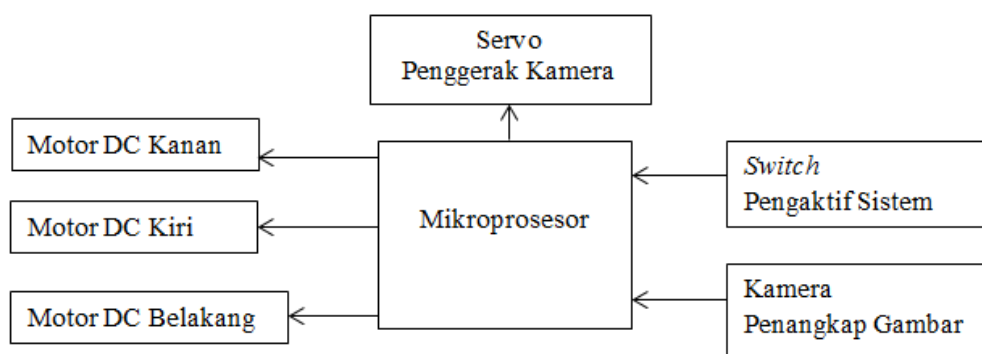 Servo
Penggerak Kamera
Motor DC Kanan
Motor DC Kiri
Motor DC Belakang
Mikroprosesor
Switch
Pengaktif Sistem
Kamera
Penangkap Gambar